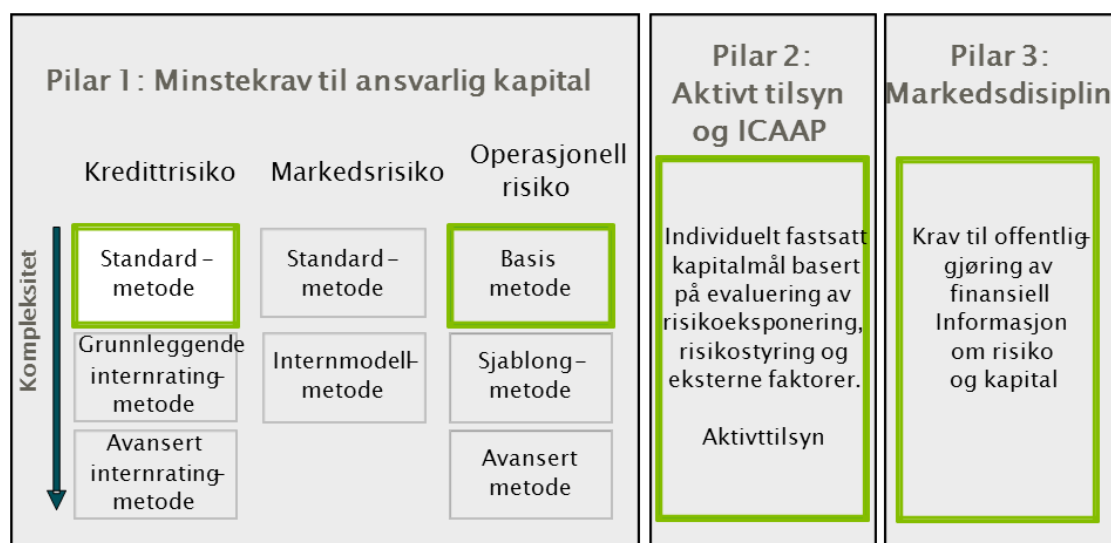 Pilar 1: Minstekrav til ansvarlig kapital
Kompleksitet
Kredittrisiko
Standard-
metode
Grunnleggende
internrating-
metode
Avansert
internrating-
metode
Markedsrisiko
Standard-
metode
Internmodell-
metode
Operasjonell
risiko
Basis
metode
Sjablong-
metode
Avansert
metode
Pilar 2:
Aktivt tilsyn
og ICAAP
Individuelt fastsatt
kapitalmål basert
på evaluering av
risikoeksponering,
risikostyring og
eksterne faktorer.
Aktivttilsyn
Pilar 3:
Markedsdisiplin
Krav til offentlig-
gjøring av
finansiell
Informasjon
om risiko
og kapital